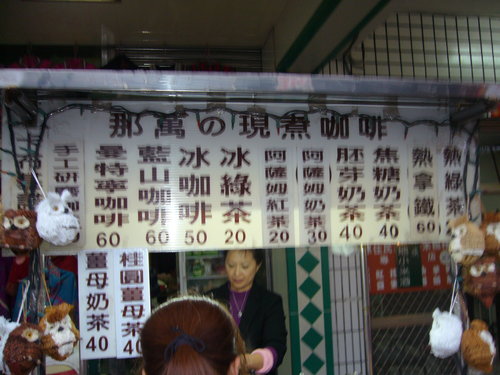 那萬の現煮咖啡
手工研磨咖
曼特寧咖啡 60
藍山咖啡 60
冰咖啡 50
冰綠茶 20
阿薩姆紅茶 20
阿薩姆奶茶 30
胚芽奶茶 40
焦糖奶茶 40
熱拿鐵 60
熱綠茶
薑母奶茶 40
桂圓薑母茶 40